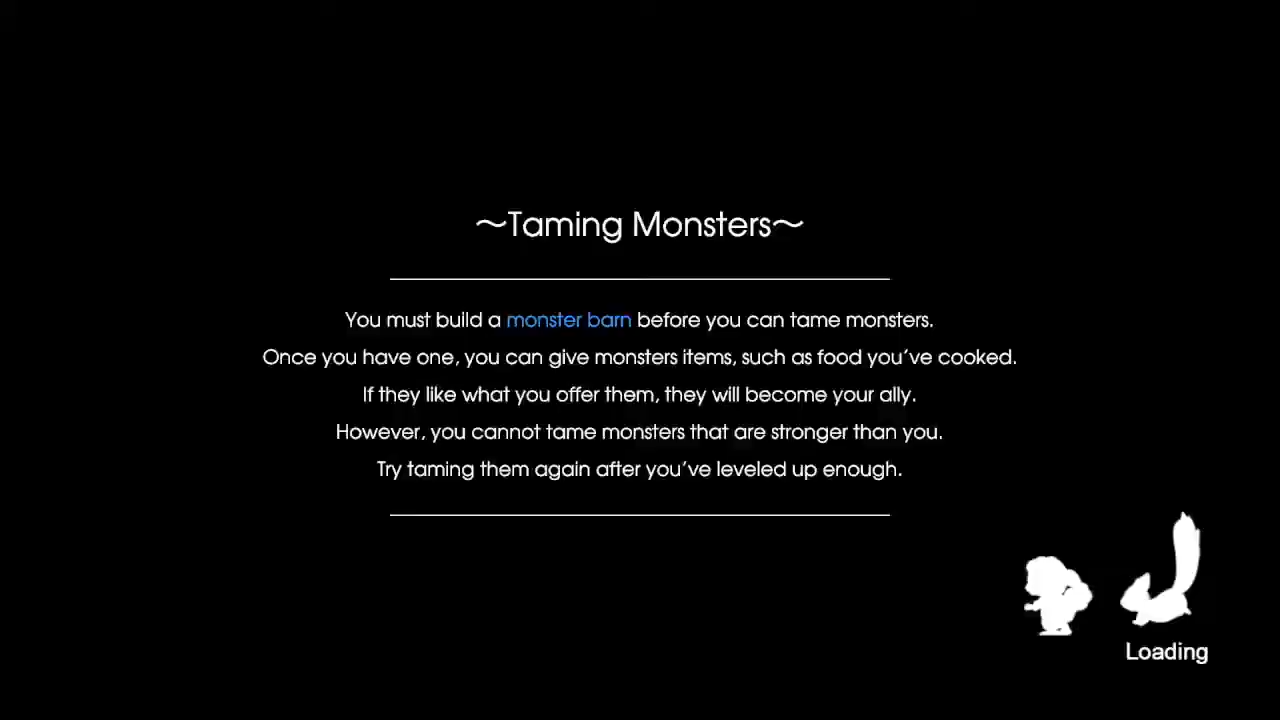 ～Taming Monsters～
You must build a monster barn before you can tame monsters.
Once you have one, you can give monsters items, such as food you've cooked.
If they like what you offer them, they will become your ally.
However, you cannot tame monsters that are stronger than you.
Try taming them again after you've leveled up enough.
Loading